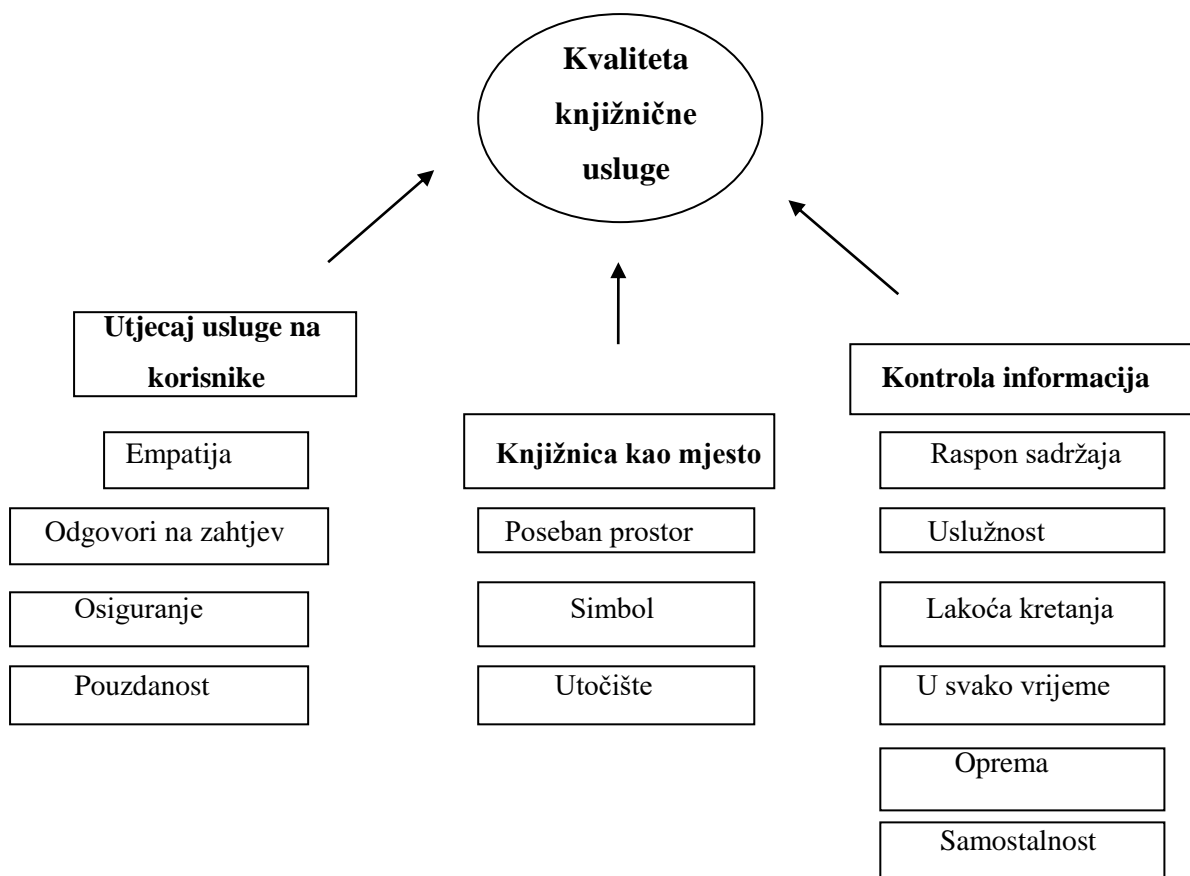 Kvaliteta
knjižnične
usluge
Utjecaj usluge na
korisnike
Empatija
Odgovori na zahtjev
Osiguranje
Pouzdanost
Knjižnica kao mjesto
Poseban prostor
Simbol
Utočište
Kontrola informacija
Raspon sadržaja
Uslužnost
Lakoća kretanja
U svako vrijeme
Oprema
Samostalnost